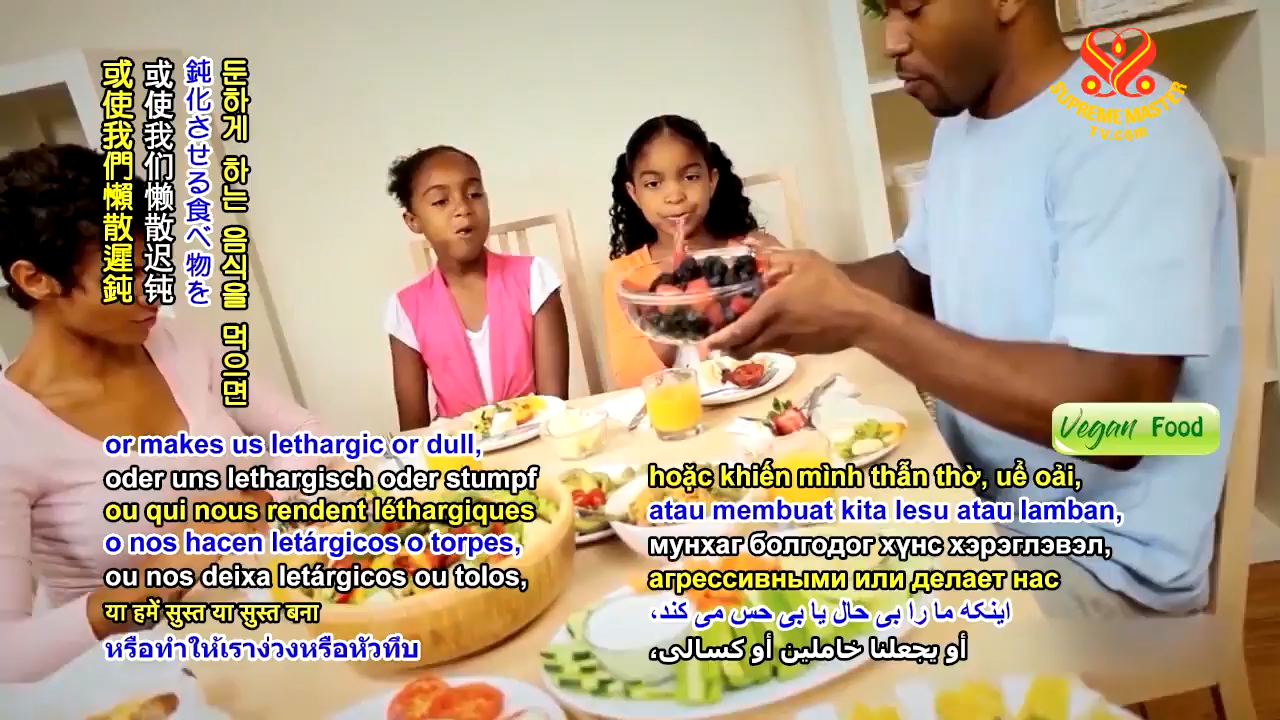 둔하게 하는 음식을 먹으면
鈍化させる食べ物を
或使我们懒散迟钝
或使我們懶散遲鈍
SUPREME MASTER
TV.com
Vegan Food
or makes us lethargic or dull,
oder uns lethargisch oder stumpf
ou qui nous rendent léthargiques
o nos hacen letárgicos o torpes,
ou nos deixa letárgicos ou tolos,
या हमें सुस्त या सुस्त बना
หรือทำให้เราง่วงหรือหัวทึบ
hoặc khiến mình thẫn thờ, uể oải,
atau membuat kita lesu atau lamban,
мунхаг болгодог хүнс хэрэглэвэл,
агрессивными или делает нас
اینکه ما را بی حال یا بی حس می کند،
أو يجعلنا خاملين أو كسالى،